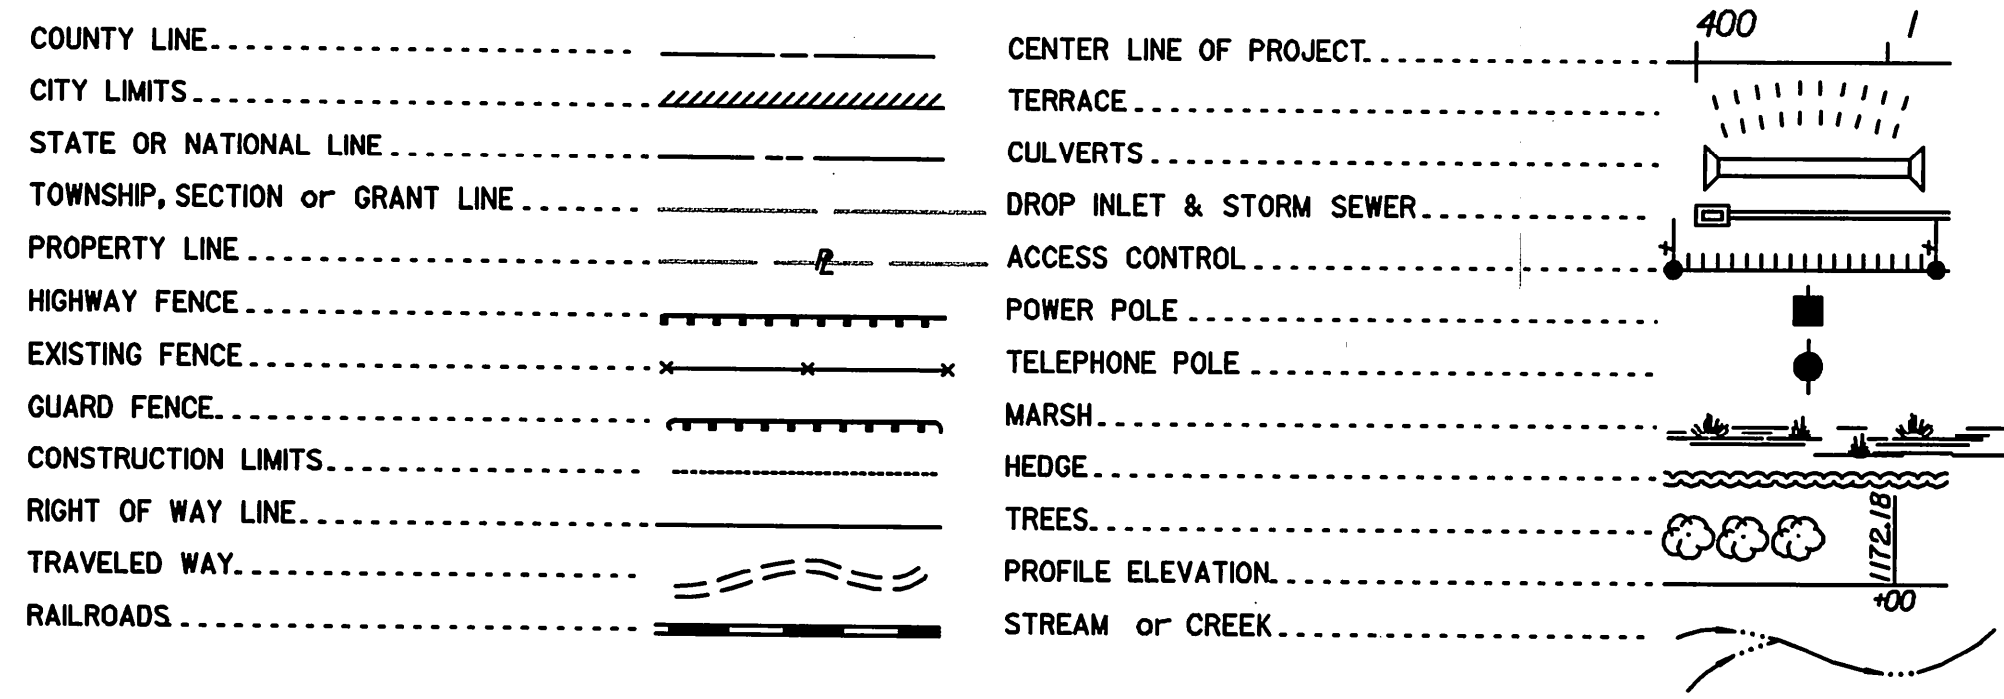 COUNTY LINE
CITY LIMITS
STATE OR NATIONAL LINE
TOWNSHIP, SECTION or GRANT LINE
PROPERTY LINE
PL
HIGHWAY FENCE
EXISTING FENCE
GUARD FENCE
CONSTRUCTION LIMITS
RIGHT OF WAY LINE
TRAVELED WAY
RAILROADS
CENTER LINE OF PROJECT
400 1
TERRACE
CULVERTS
DROP INLET & STORM SEWER
ACCESS CONTROL
POWER POLE
TELEPHONE POLE
MARSH
HEDGE
TREES
PROFILE ELEVATION
1172.18
+00
STREAM or CREEK